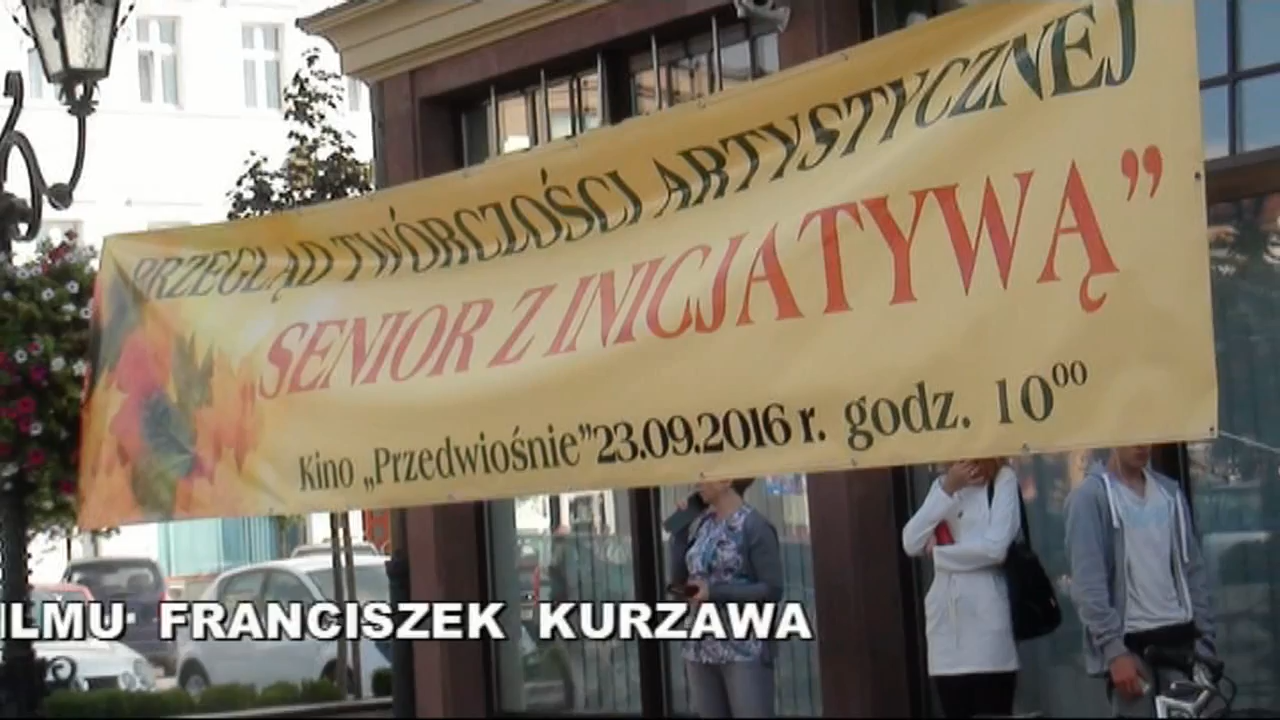 PRZEGLĄD TWÓRCZOŚCI ARTYSTYCZNEJ
„SENIOR Z INICJATYWĄ”
Kino „Przedwiośnie” 23.09.2016 r. godz. 10⁰⁰
ILMU FRANCISZEK KURZAWA